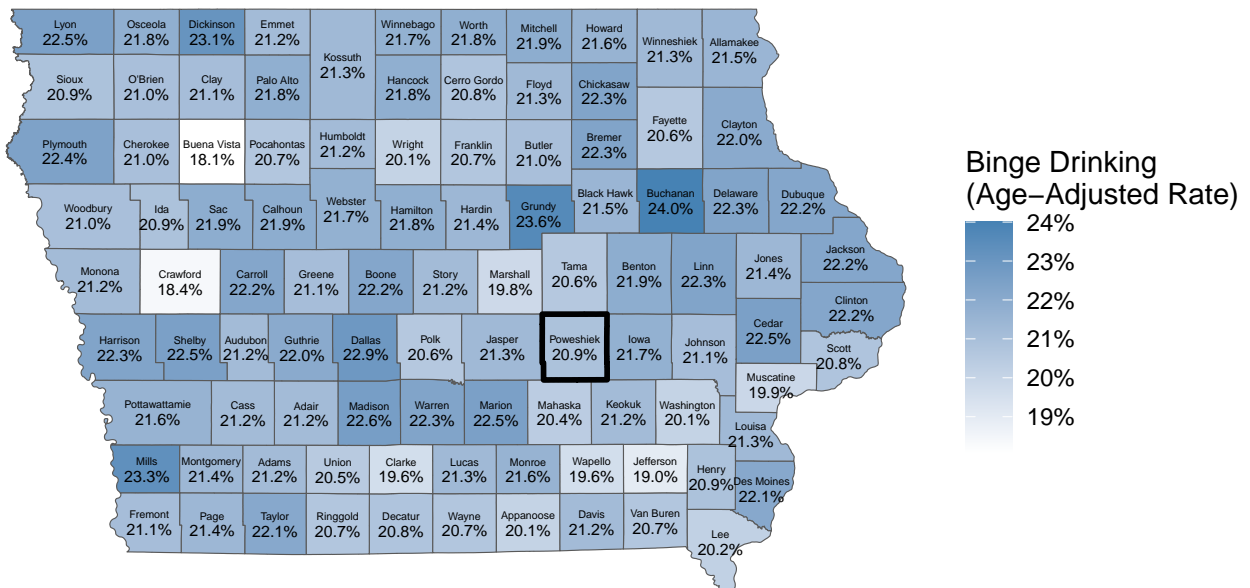 Lyon
22.5%
Osceola
21.8%
Dickinson
23.1%
Emmet
21.2%
Kossuth
21.3%
Winnebago
21.7%
Worth
21.8%
Mitchell
21.9%
Howard
21.6%
Winneshiek
21.3%
Allamakee
21.5%
Sioux
20.9%
O'Brien
21.0%
Clay
21.1%
Palo Alto
21.8%
Hancock
21.8%
Cerro Gordo
20.8%
Floyd
21.3%
Chickasaw
22.3%
Fayette
20.6%
Clayton
22.0%
Plymouth
22.4%
Cherokee
21.0%
Buena Vista
18.1%
Pocahontas
20.7%
Humboldt
21.2%
Wright
20.1%
Franklin
20.7%
Butler
21.0%
Bremer
22.3%
Woodbury
21.0%
Ida
20.9%
Sac
21.9%
Calhoun
21.9%
Webster
21.7%
Hamilton
21.8%
Hardin
21.4%
Grundy
23.6%
Black Hawk
21.5%
Buchanan
24.0%
Delaware
22.3%
Dubuque
22.2%
Monona
21.2%
Crawford
18.4%
Carroll
22.2%
Greene
21.1%
Boone
22.2%
Story
21.2%
Marshall
19.8%
Tama
20.6%
Benton
21.9%
Linn
22.3%
Jones
21.4%
Jackson
22.2%
Clinton
22.2%
Harrison
22.3%
Shelby
22.5%
Audubon
21.2%
Guthrie
22.0%
Dallas
22.9%
Polk
20.6%
Jasper
21.3%
Poweshiek
20.9%
Iowa
21.7%
Johnson
21.1%
Cedar
22.5%
Scott
20.8%
Muscatine
19.9%
Pottawattamie
21.6%
Cass
21.2%
Adair
21.2%
Madison
22.6%
Warren
22.3%
Marion
22.5%
Mahaska
20.4%
Keokuk
21.2%
Washington
20.1%
Louisa
21.3%
Mills
23.3%
Montgomery
21.4%
Adams
21.2%
Union
20.5%
Clarke
19.6%
Lucas
21.3%
Monroe
21.6%
Wapello
19.6%
Jefferson
19.0%
Henry
20.9%
Des Moines
22.1%
Fremont
21.1%
Page
21.4%
Taylor
22.1%
Ringgold
20.7%
Decatur
20.8%
Wayne
20.7%
Appanoose
20.1%
Davis
21.2%
Van Buren
20.7%
Lee
20.2%
Binge Drinking
(Age−Adjusted Rate)
24%
23%
22%
21%
20%
19%